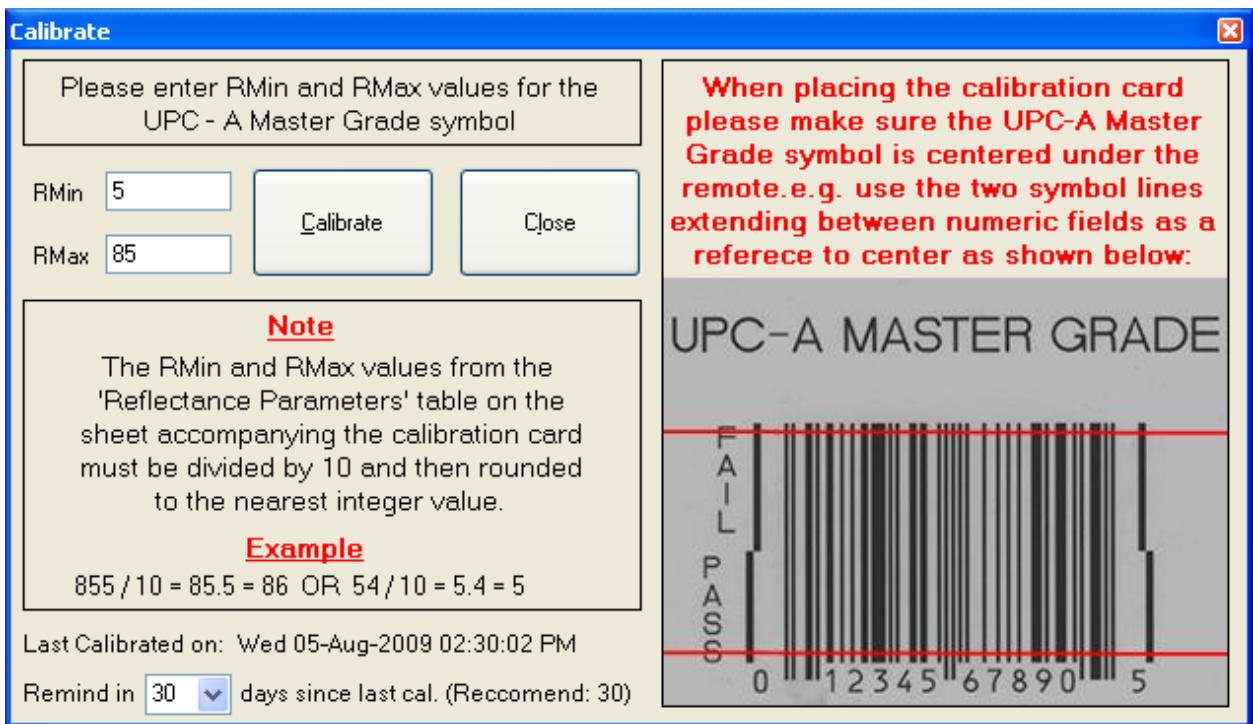 Calibrate
Please enter RMin and RMax values for the
UPC - A Master Grade symbol
RMin 5
RMax 85
Calibrate
Close
Note
The RMin and RMax values from the
'Reflectance Parameters' table on the
sheet accompanying the calibration card
must be divided by 10 and then rounded
to the nearest integer value.
Example
855 / 10 = 85.5 = 86 OR 54 / 10 = 5.4 = 5
Last Calibrated on: Wed 05-Aug-2009 02:30:02 PM
Remind in 30 days since last cal. (Reccomend: 30)
When placing the calibration card
please make sure the UPC-A Master
Grade symbol is centered under the
remote.e.g. use the two symbol lines
extending between numeric fields as a
referece to center as shown below:
UPC-A MASTER GRADE
FAIL
PASS
0 12345 67890 5